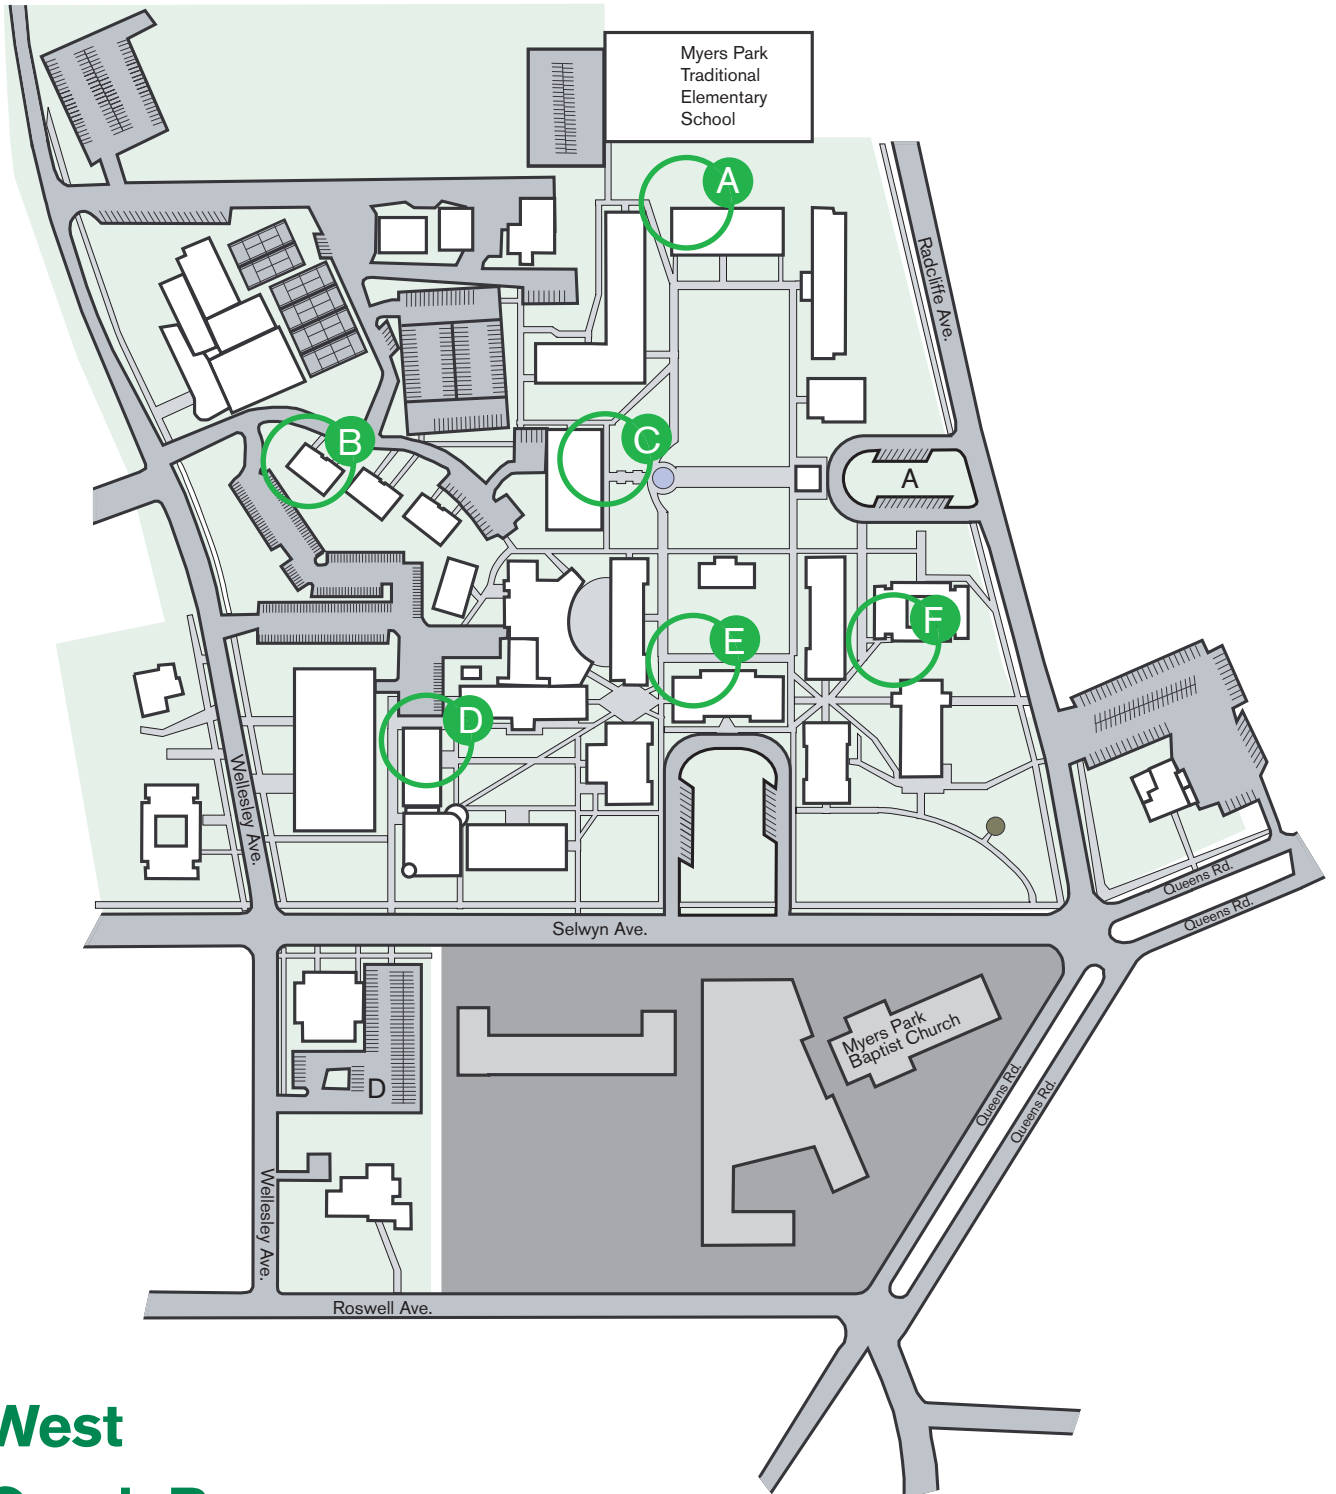 Myers Park
Traditional
Elementary
School
A
Radcliffe Ave.
B
C
A
F
E
D
Wellesley Ave.
Queens Rd.
Queens Rd.
Selwyn Ave.
Myers Park
Baptist Church
D
Queens Rd.
Queens Rd.
Wellesley Ave.
Roswell Ave.
West